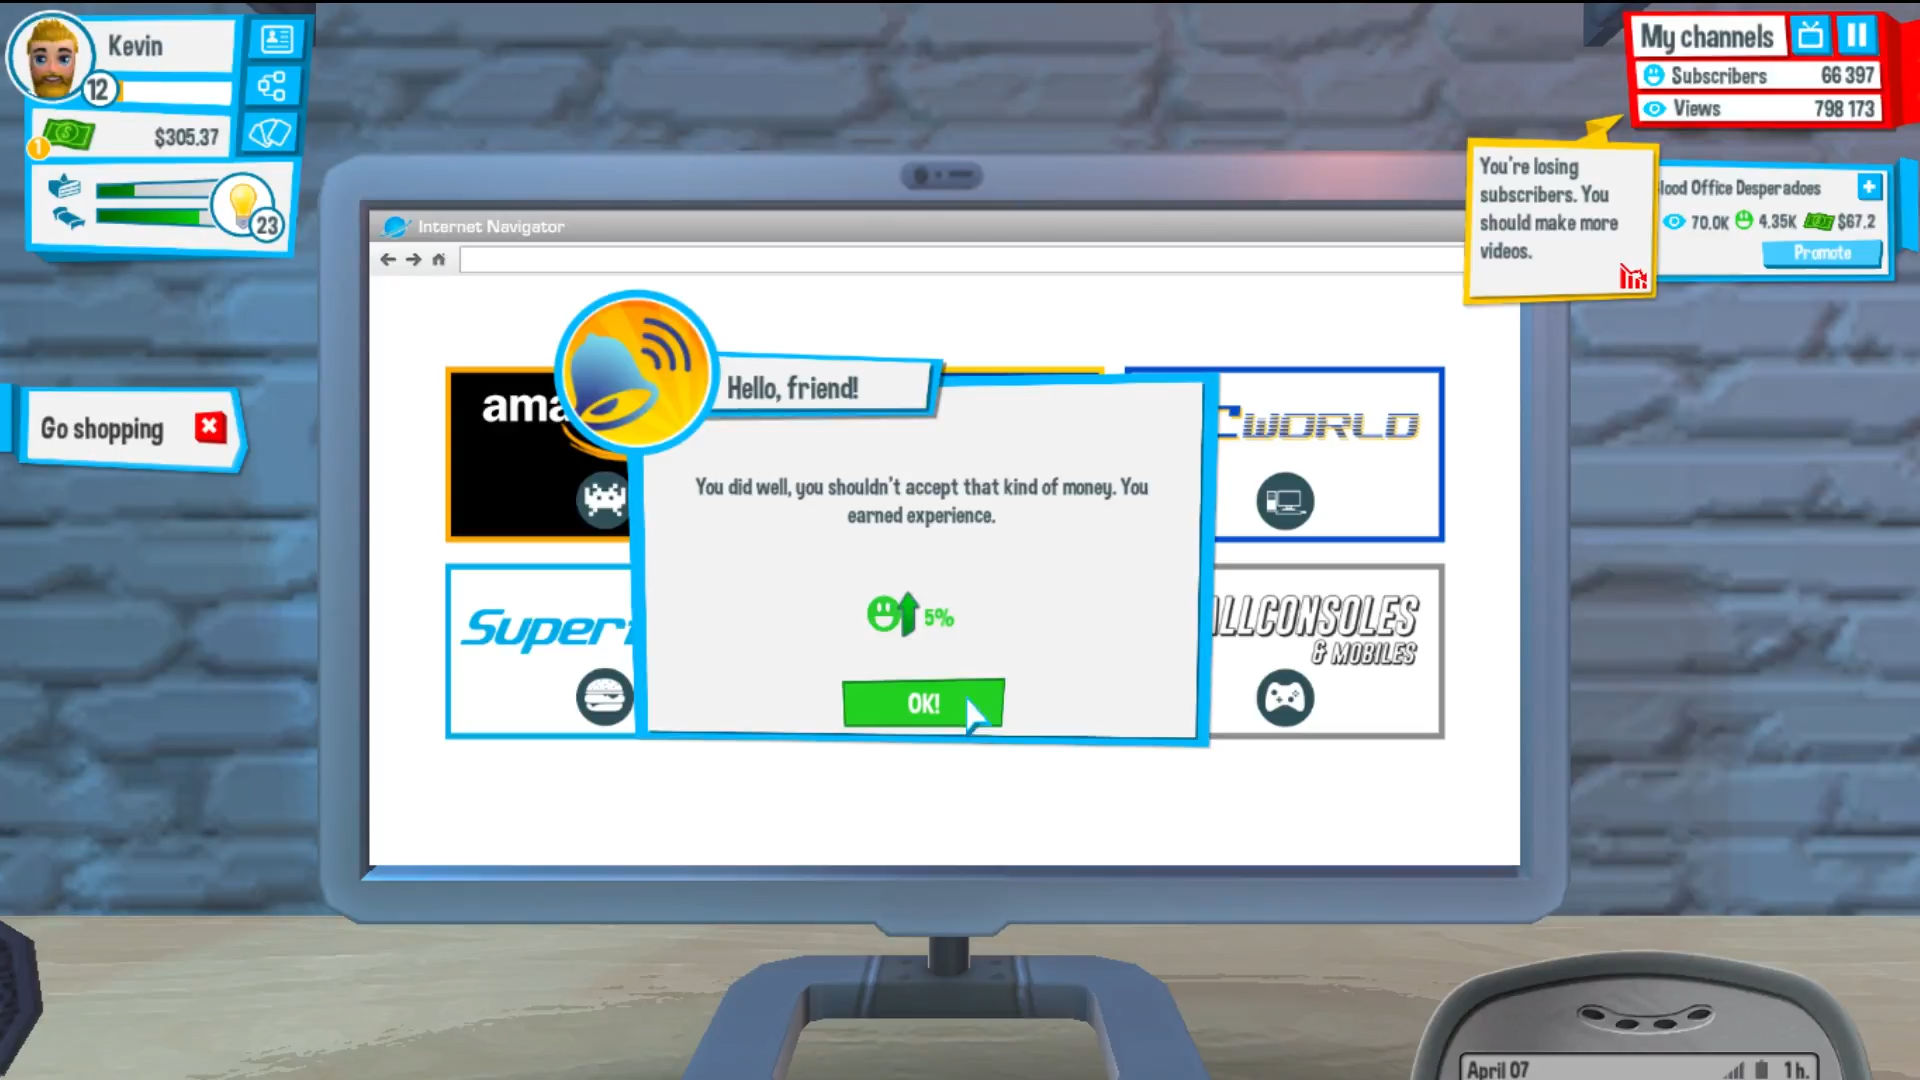 Kevin
12
$305.37
1
23
My channels
Subscribers 66 397
Views 798 173
You're losing
subscribers. You
should make more
videos.
lood Office Desperadoes
70.0K 4.35K $67.2
Promote
Internet Navigator
Go shopping
Hello, friend!
ama
CWORLD
You did well, you shouldn't accept that kind of money. You
earned experience.
5%
OK!
Super
ALLCONSOLES
& MOBILES
April 07 1h.